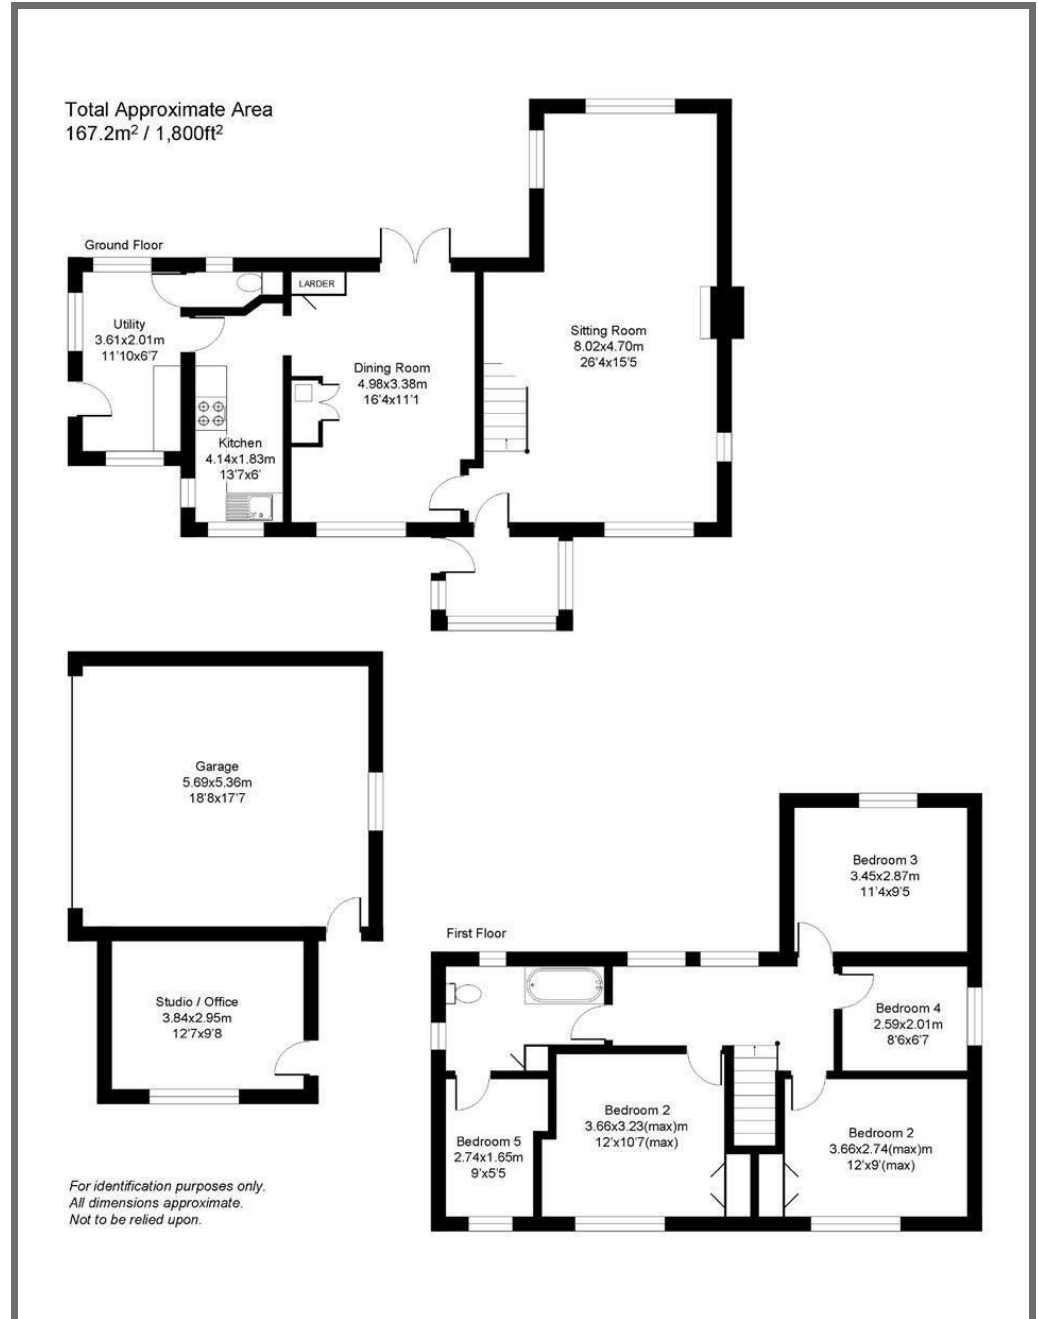 Total Approximate Area
167.2m² / 1,800ft²
Ground Floor
LARDER
Utility
3.61x2.01m
11'10x6'7
Dining Room
4.98x3.38m
16'4x11'1
Sitting Room
8.02x4.70m
26'4x15'5
Kitchen
4.14x1.83m
13'7x6'
Garage
5.69x5.36m
18'8x17'7
Studio / Office
3.84x2.95m
12'7x9'8
First Floor
Bedroom 3
3.45x2.87m
11'4x9'5
Bedroom 4
2.59x2.01m
8'6x6'7
Bedroom 2
3.66x3.23(max)m
12'x10'7(max)
Bedroom 2
3.66x2.74(max)m
12'x9'(max)
Bedroom 5
2.74x1.65m
9'x5'5
For identification purposes only.
All dimensions approximate.
Not to be relied upon.